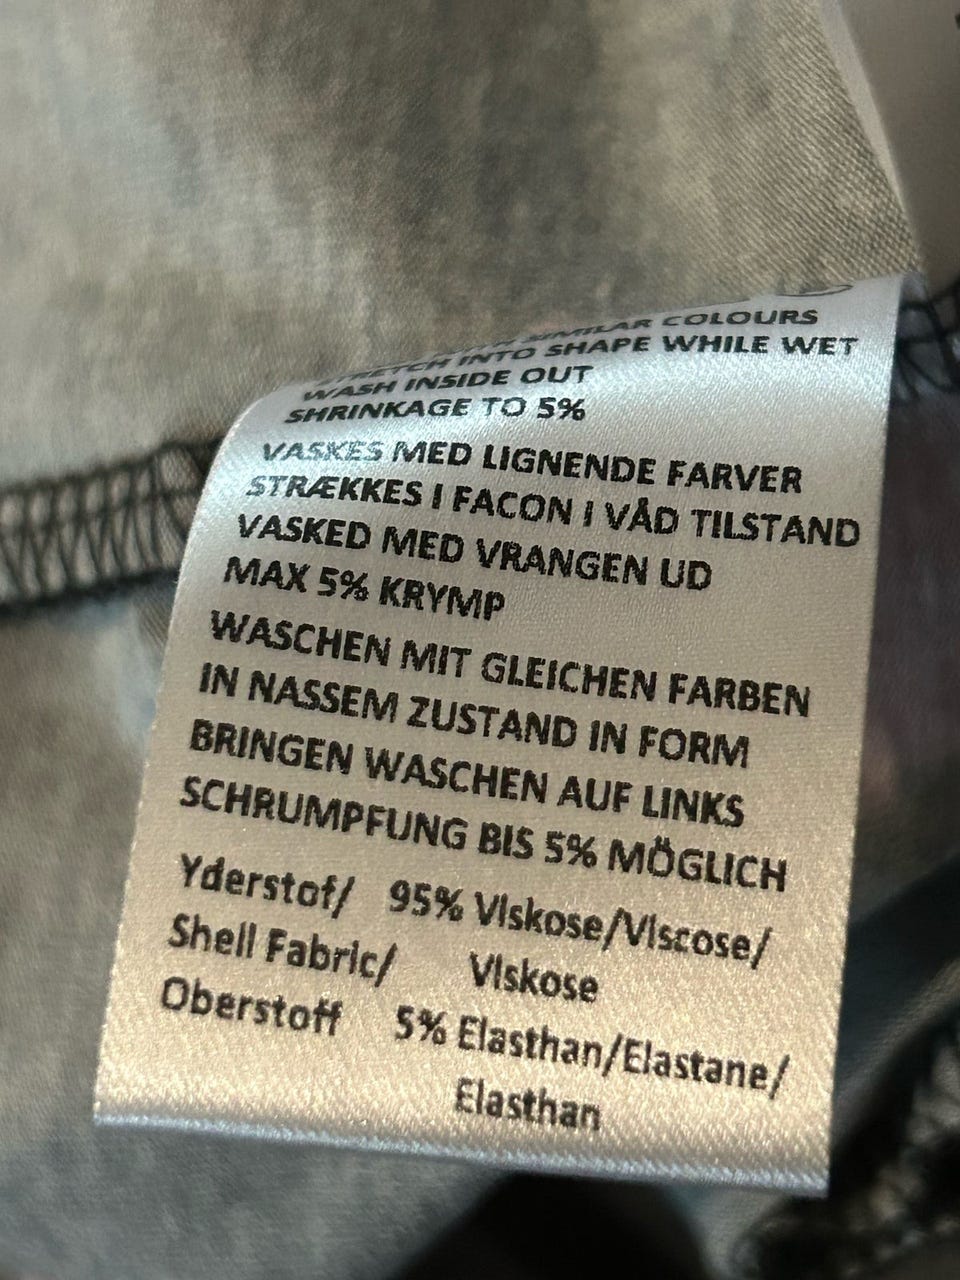 SIMILAR COLOURS
STRETCH INTO SHAPE WHILE WET
WASH INSIDE OUT
SHRINKAGE TO 5%
VASKES MED LIGNENDE FARVER
STRÆKKES I FACON I VÅD TILSTAND
VASKED MED VRANGEN UD
MAX 5% KRYMP
WASCHEN MIT GLEICHEN FARBEN
IN NASSEM ZUSTAND IN FORM
BRINGEN WASCHEN AUF LINKS
SCHRUMPFUNG BIS 5% MÖGLICH
Yderstof/ 95% VIskose/VIscose/
Shell Fabric/ VIskose
Oberstoff 5% Elasthan/Elastane/
Elasthan